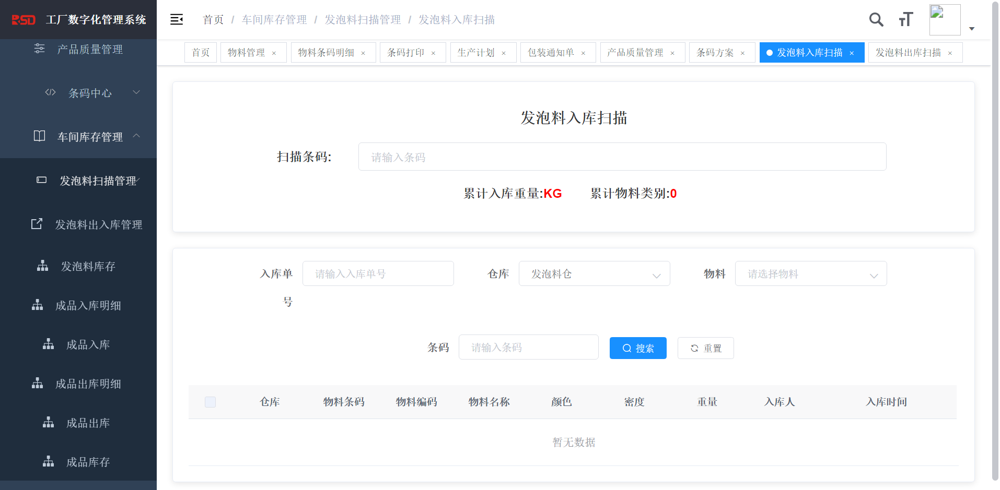 RSD 工厂数字化管理系统
首页 / 车间库存管理 / 发泡料扫描管理 / 发泡料入库扫描
首页 物料管理 × 物料条码明细 × 条码打印 × 生产计划 × 包装通知单 × 产品质量管理 × 条码方案 × 发泡料入库扫描 × 发泡料出库扫描 ×
产品质量管理
条码中心
车间库存管理
发泡料扫描管理
发泡料出入库管理
发泡料库存
成品入库明细
成品入库
成品出库明细
成品出库
成品库存
发泡料入库扫描
扫描条码: 请输入条码
累计入库重量:KG 累计物料类别:0
入库单号 请输入入库单号 仓库 发泡料仓 物料 请选择物料
条码 请输入条码 搜索 重置
仓库 物料条码 物料编码 物料名称 颜色 密度 重量 入库人 入库时间
暂无数据